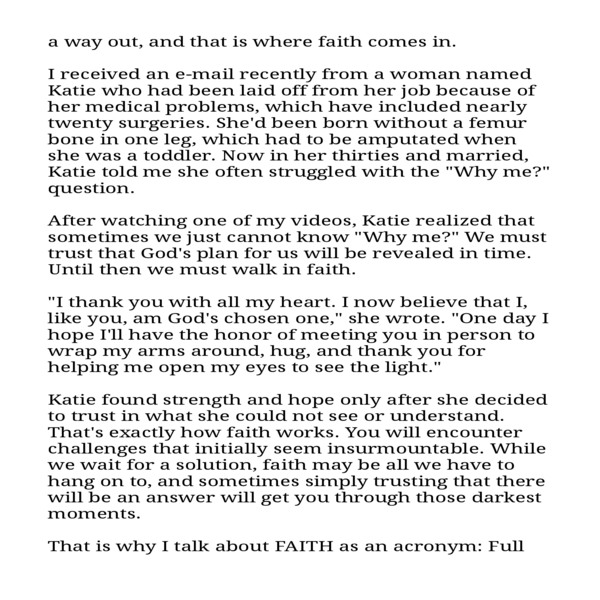 a way out, and that is where faith comes in.
I received an e-mail recently from a woman named
Katie who had been laid off from her job because of
her medical problems, which have included nearly
twenty surgeries. She'd been born without a femur
bone in one leg, which had to be amputated when
she was a toddler. Now in her thirties and married,
Katie told me she often struggled with the "Why me?"
question.
After watching one of my videos, Katie realized that
sometimes we just cannot know "Why me?" We must
trust that God's plan for us will be revealed in time.
Until then we must walk in faith.
"I thank you with all my heart. I now believe that I,
like you, am God's chosen one," she wrote. "One day I
hope I'll have the honor of meeting you in person to
wrap my arms around, hug, and thank you for
helping me open my eyes to see the light."
Katie found strength and hope only after she decided
to trust in what she could not see or understand.
That's exactly how faith works. You will encounter
challenges that initially seem insurmountable. While
we wait for a solution, faith may be all we have to
hang on to, and sometimes simply trusting that there
will be an answer will get you through those darkest
moments.
That is why I talk about FAITH as an acronym: Full